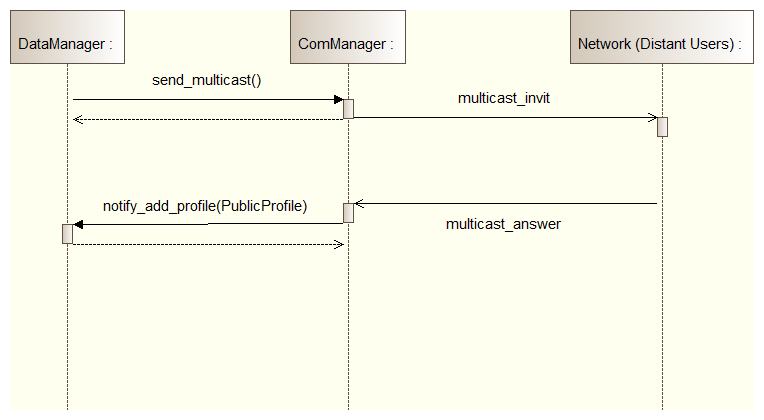 DataManager :
ComManager :
Network (Distant Users) :
send_multicast()
multicast_invit
notify_add_profile(PublicProfile)
multicast_answer